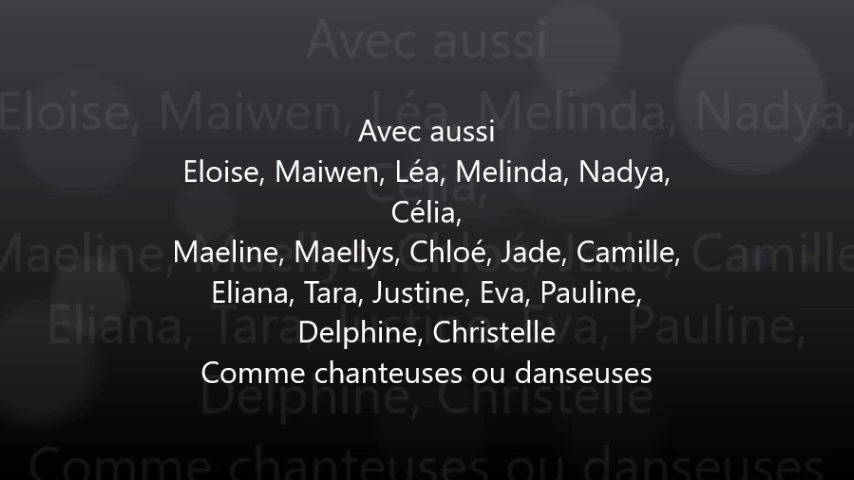 Avec aussi
Eloise, Maiwen, Léa, Melinda, Nadya,
Célia,
Maeline, Maellys, Chloé, Jade, Camille,
Eliana, Tara, Justine, Eva, Pauline,
Delphine, Christelle
Comme chanteuses ou danseuses